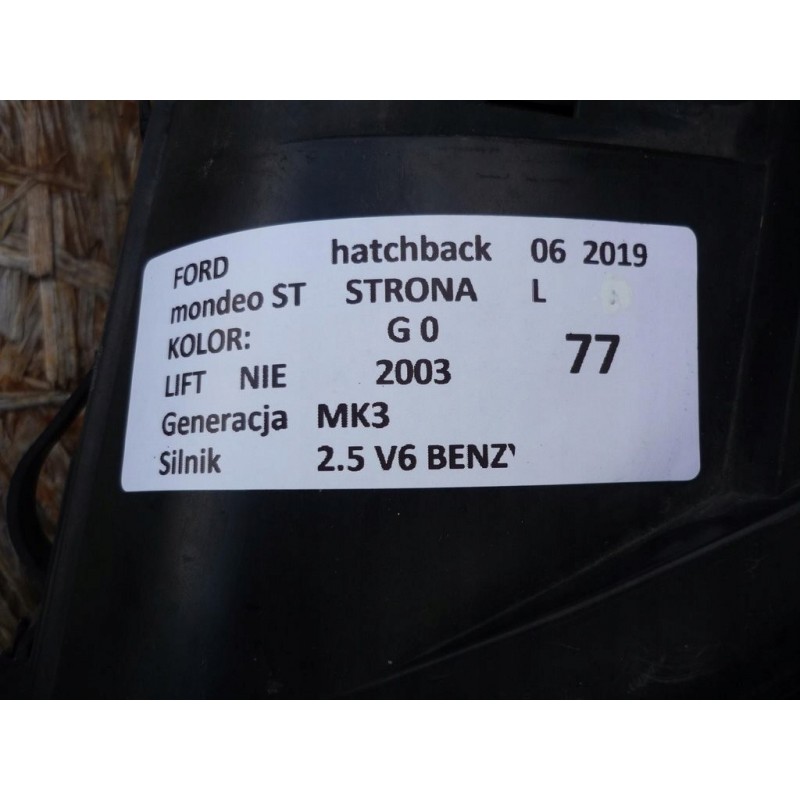 FORD hatchback 06 2019
mondeo ST STRONA L
KOLOR: G 0 77
LIFT NIE 2003
Generacja MK3
Silnik 2.5 V6 BENZY